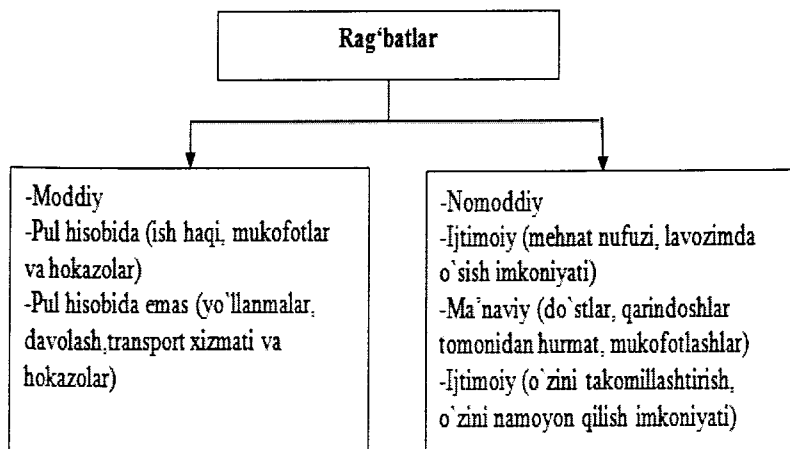 Rag‘batlar
-Moddiy
-Pul hisobida (ish haqi, mukofotlar
va hokazolar)
-Pul hisobida emas (yo`llanmalar,
davolash,transport xizmati va
hokazolar)
-Nomoddiy
-Ijtimoiy (mehnat nufuzi, lavozimda
o`sish imkoniyati)
-Ma’naviy (do`stlar, qarindoshlar
tomonidan hurmat, mukofotlashlar)
-Ijtimoiy (o`zini takomillashtirish,
o`zini namoyon qilish imkoniyati)